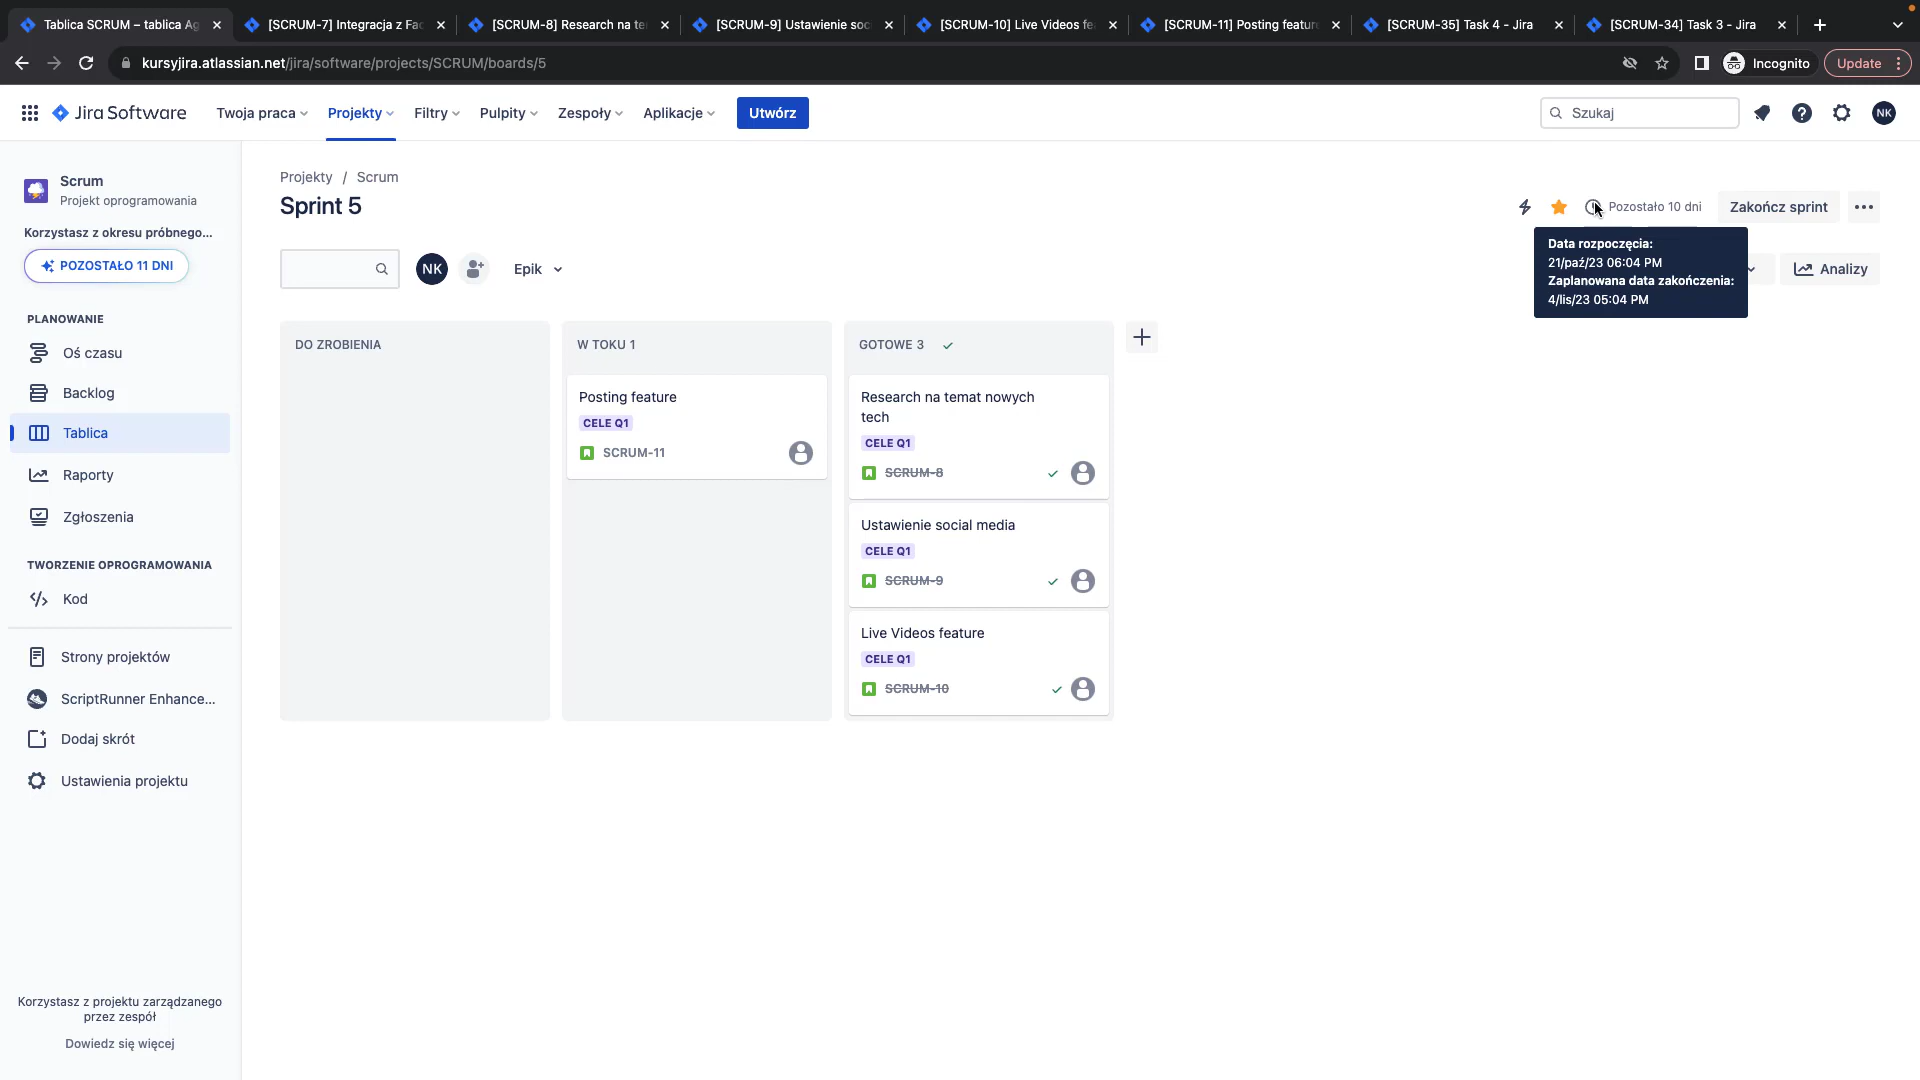 Tablica SCRUM – tablica Ag
[SCRUM-7] Integracja z Fac
[SCRUM-8] Research na te
[SCRUM-9] Ustawienie soc
[SCRUM-10] Live Videos fe
[SCRUM-11] Posting featur
[SCRUM-35] Task 4 - Jira
[SCRUM-34] Task 3 - Jira
kursyjira.atlassian.net/jira/software/projects/SCRUM/boards/5
Incognito
Update
Jira Software
Twoja praca
Projekty
Filtry
Pulpity
Zespoły
Aplikacje
Utwórz
Szukaj
NK
Scrum
Projekt oprogramowania
Korzystasz z okresu próbnego...
POZOSTAŁO 11 DNI
PLANOWANIE
Oś czasu
Backlog
Tablica
Raporty
Zgłoszenia
TWORZENIE OPROGRAMOWANIA
Kod
Strony projektów
ScriptRunner Enhance...
Dodaj skrót
Ustawienia projektu
Korzystasz z projektu zarządzanego
przez zespół
Dowiedz się więcej
Projekty / Scrum
Sprint 5
Pozostało 10 dni
Zakończ sprint
Data rozpoczęcia:
21/paź/23 06:04 PM
Zaplanowana data zakończenia:
4/lis/23 05:04 PM
NK
Epik
Analizy
DO ZROBIENIA
W TOKU 1
Posting feature
CELE Q1
SCRUM-11
GOTOWE 3
Research na temat nowych
tech
CELE Q1
SCRUM-8
Ustawienie social media
CELE Q1
SCRUM-9
Live Videos feature
CELE Q1
SCRUM-10